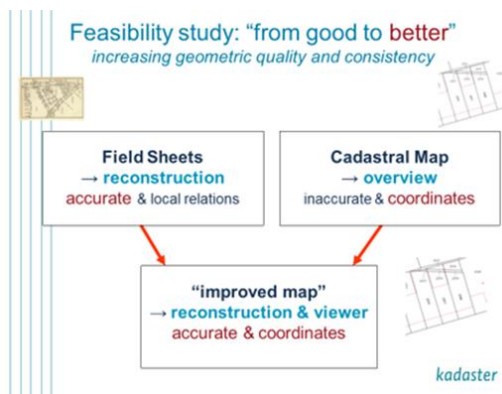 Feasibility study: “from good to better”
increasing geometric quality and consistency
Field Sheets
→ reconstruction
accurate & local relations
Cadastral Map
→ overview
inaccurate & coordinates
“improved map”
→ reconstruction & viewer
accurate & coordinates
kadaster